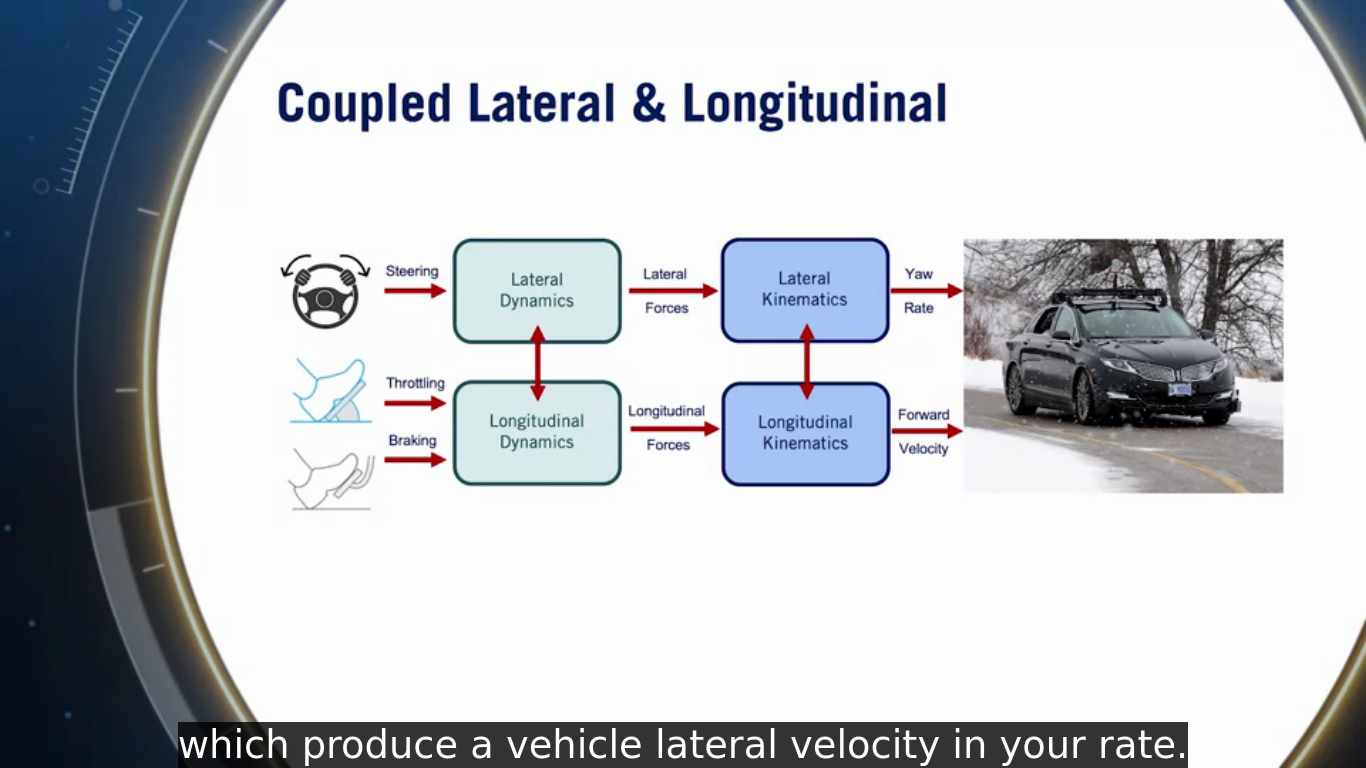 Coupled Lateral & Longitudinal
Steering
Lateral
Dynamics
Lateral
Forces
Lateral
Kinematics
Yaw
Rate
Throttling
Braking
Longitudinal
Dynamics
Longitudinal
Forces
Longitudinal
Kinematics
Forward
Velocity
which produce a vehicle lateral velocity in your rate.